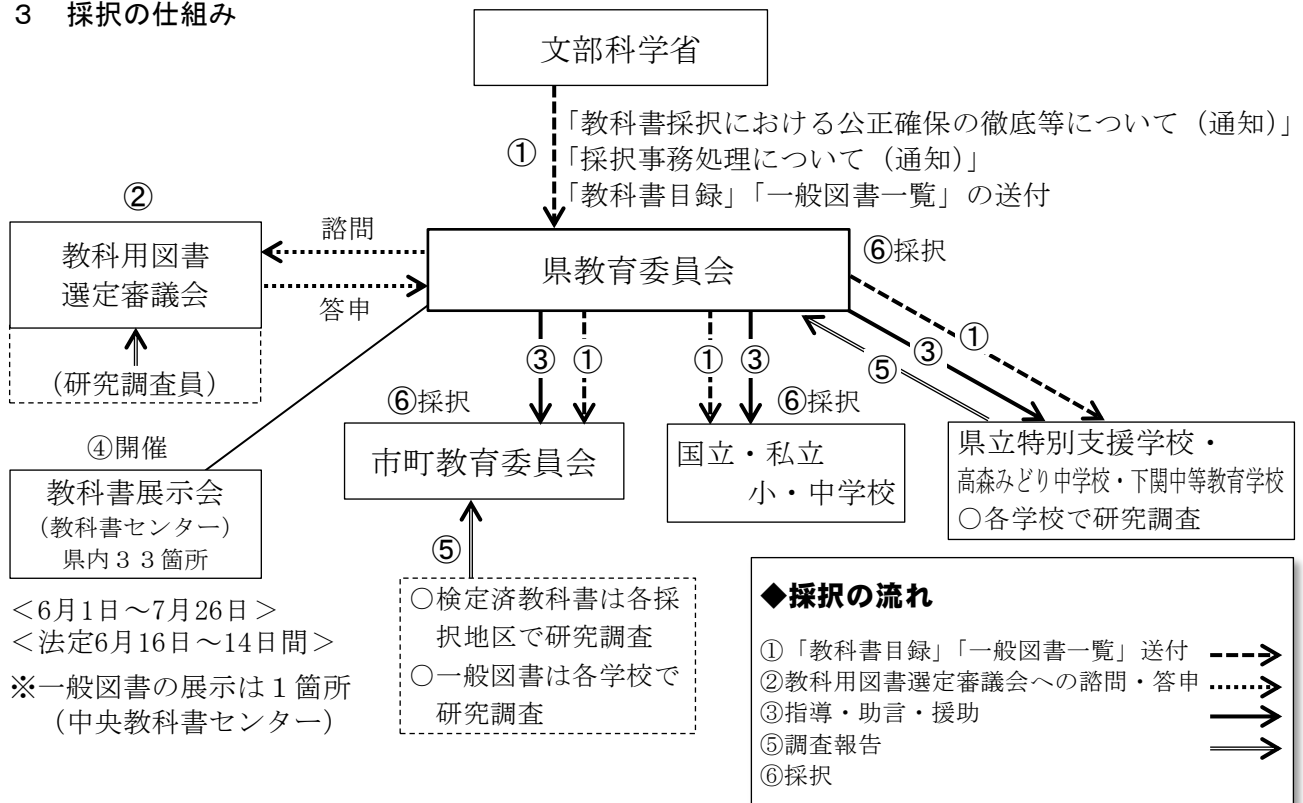 ３　採択の仕組み
文部科学省
①
「教科書採択における公正確保の徹底等について（通知）」
「採択事務処理について（通知）」
「教科書目録」「一般図書一覧」の送付
②
教科用図書
選定審議会
（研究調査員）
諮問
答申
県教育委員会
⑥採択
③
①
①
③
⑤
③
①
④開催
教科書展示会
（教科書センター）
県内３３箇所
＜6月1日～7月26日＞
＜法定6月16日～14日間＞
※一般図書の展示は１箇所
（中央教科書センター）
⑥採択
市町教育委員会
⑤
○検定済教科書は各採
択地区で研究調査
○一般図書は各学校で
研究調査
⑥採択
国立・私立
小・中学校
県立特別支援学校・
高森みどり中学校・下関中等教育学校
○各学校で研究調査
◆採択の流れ
①「教科書目録」「一般図書一覧」送付
②教科用図書選定審議会への諮問・答申
③指導・助言・援助
⑤調査報告
⑥採択